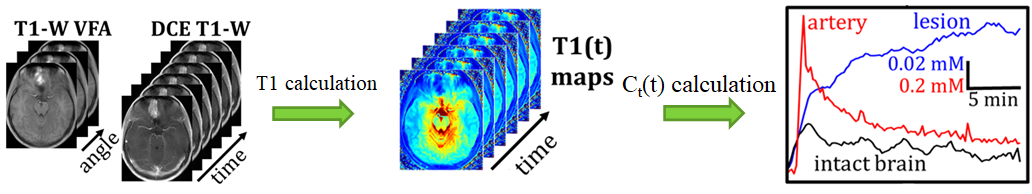 T1-W VFA
angle
DCE T1-W
time
T1 calculation
T1(t)
maps
time
Ct(t) calculation
artery
lesion
0.02 mM
0.2 mM
5 min
intact brain